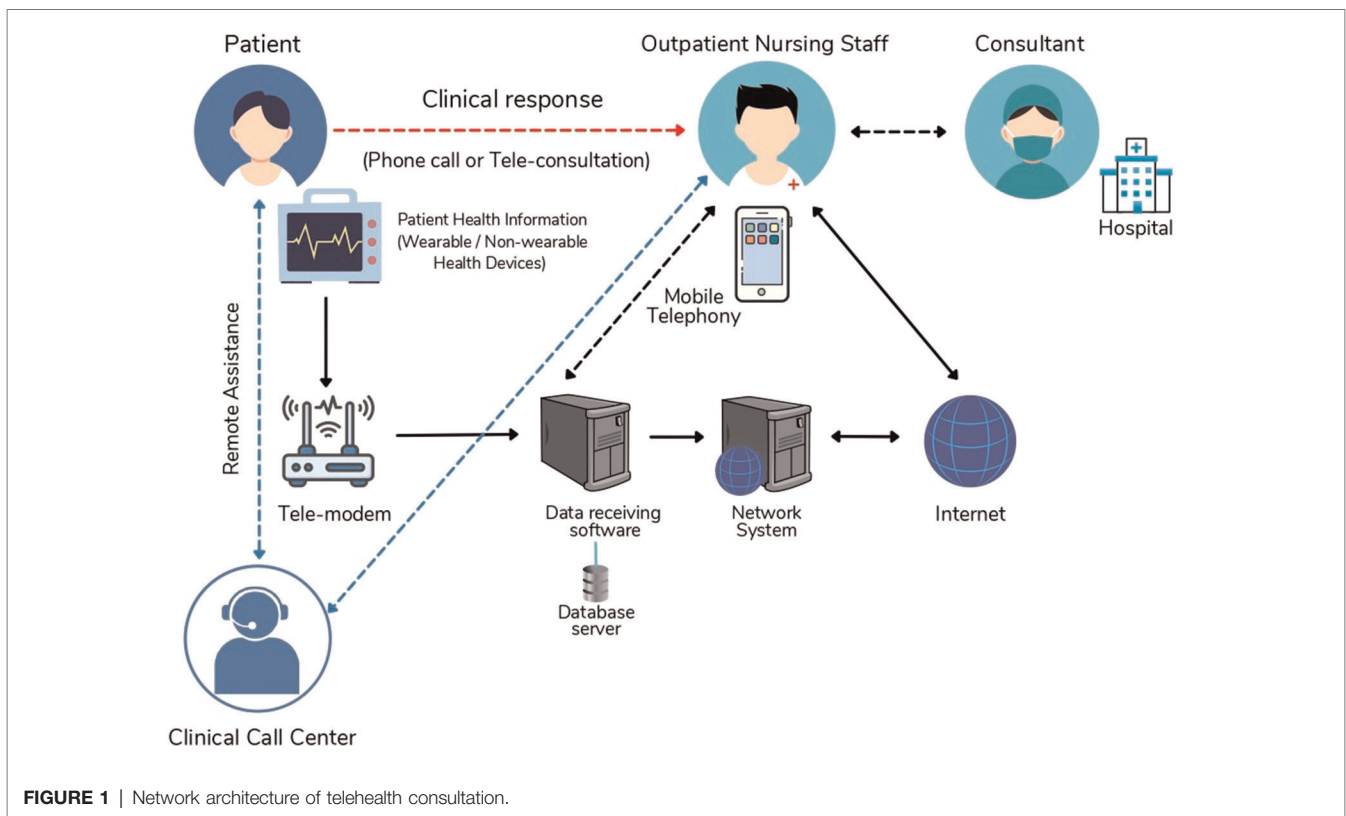 Patient
Outpatient Nursing Staff
Consultant
Clinical response
(Phone call or Tele-consultation)
Hospital
Patient Health Information
(Wearable / Non-wearable
Health Devices)
Mobile
Telephony
Remote Assistance
Tele-modem
Data receiving
software
Network
System
Internet
Database
server
Clinical Call Center
FIGURE 1 | Network architecture of telehealth consultation.